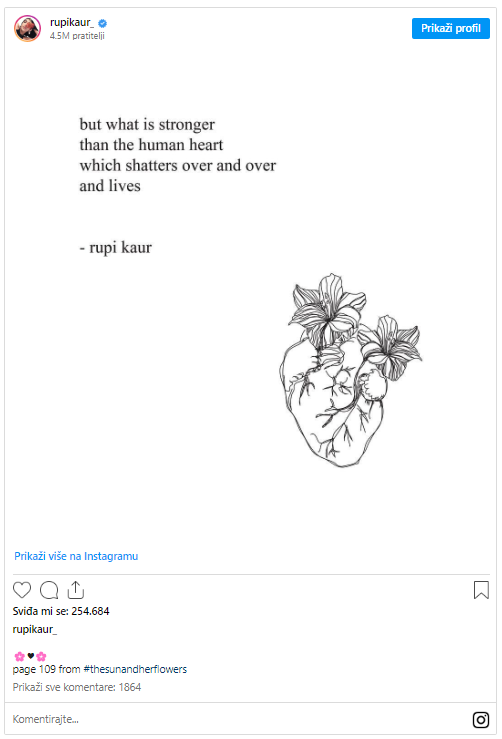 rupikaur_
4.5M pratitelji
Prikaži profil
but what is stronger
than the human heart
which shatters over and over
and lives
- rupi kaur
Prikaži više na Instagramu
Sviđa mi se: 254.684
rupikaur_
🌸🖤🌸
page 109 from #thesunandherflowers
Prikaži sve komentare: 1864
Komentirajte...